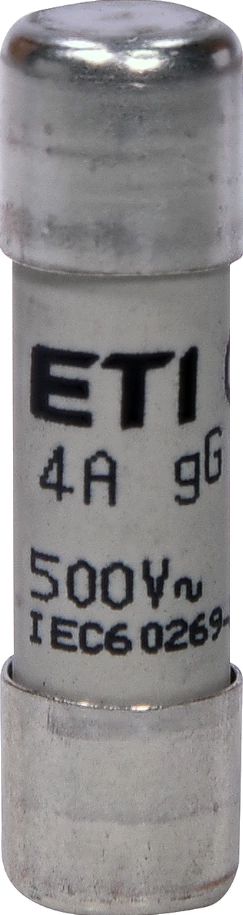 ETI
4A gG
500V~
IEC60269-